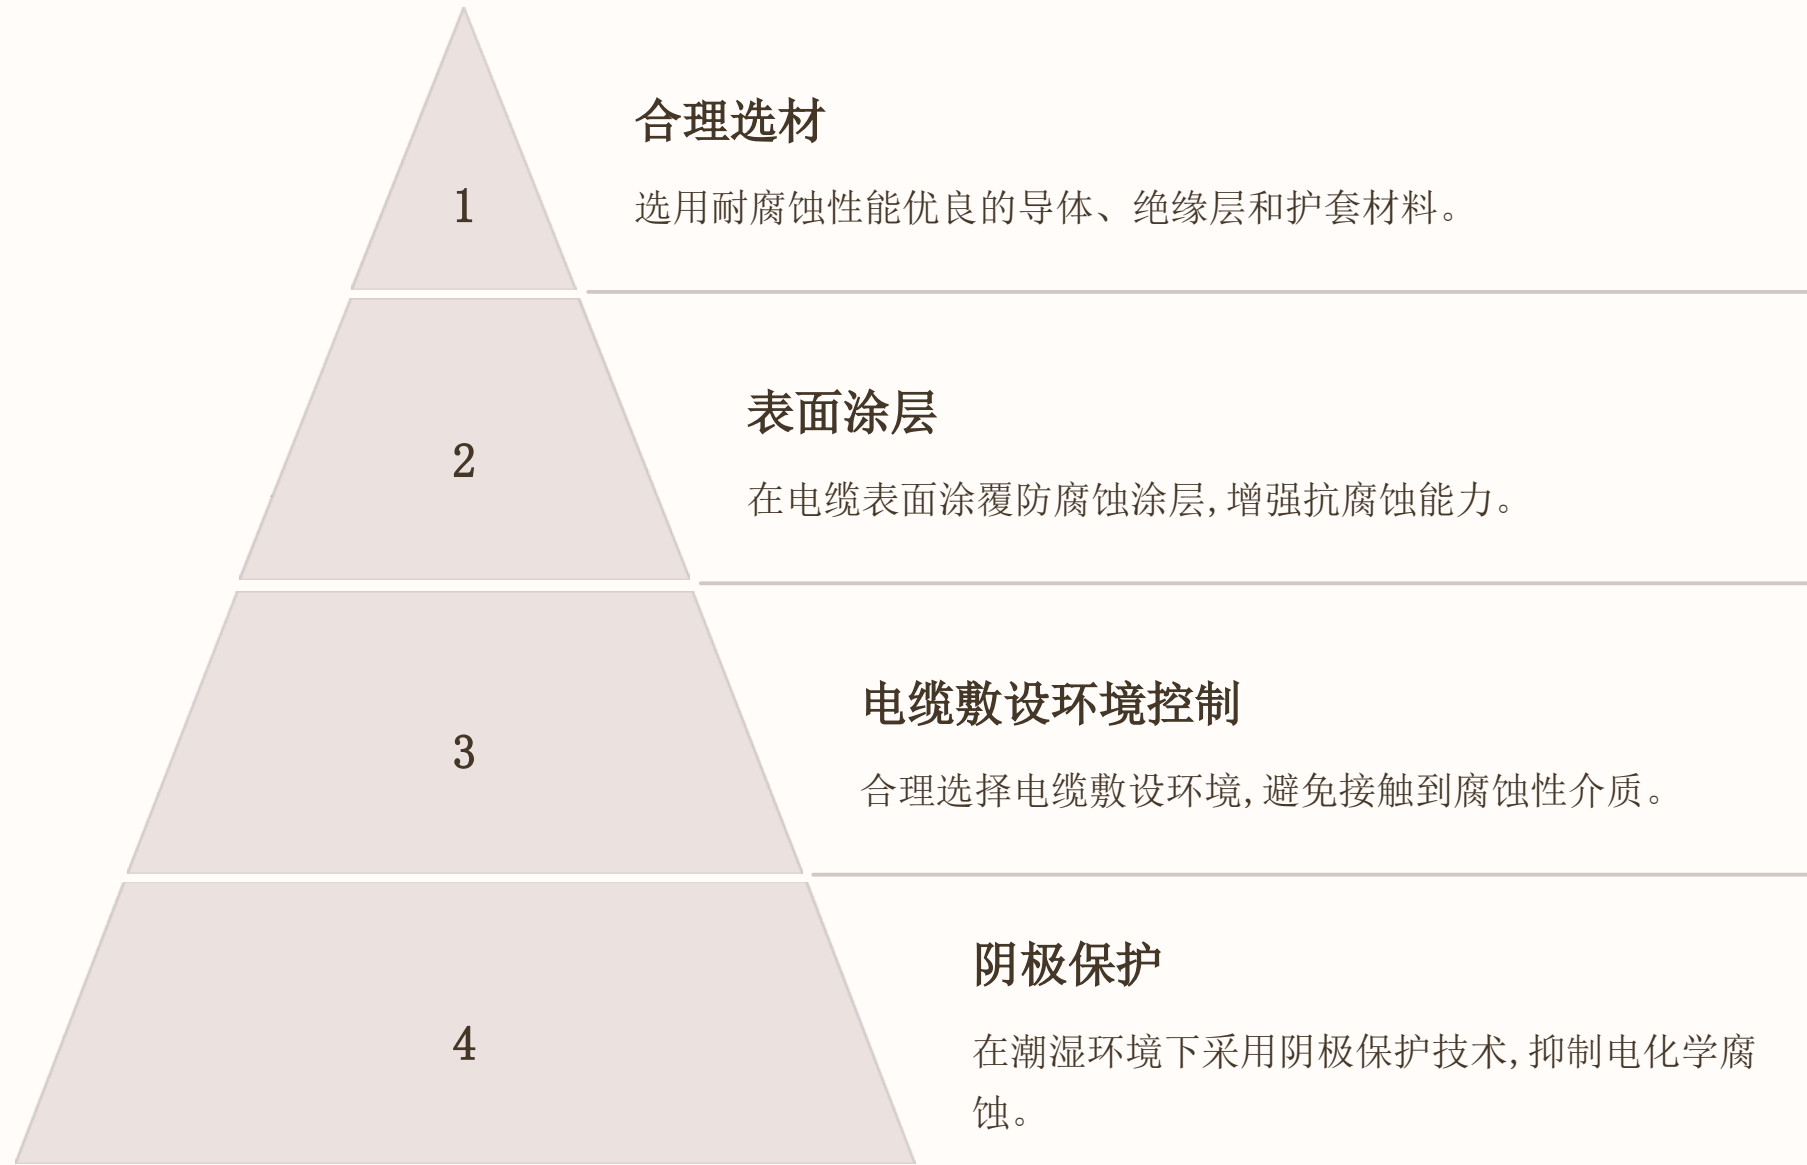 合理选材
1
选用耐腐蚀性能优良的导体、绝缘层和护套材料。
表面涂层
2
在电缆表面涂覆防腐蚀涂层,增强抗腐蚀能力。
电缆敷设环境控制
3
合理选择电缆敷设环境,避免接触到腐蚀性介质。
阴极保护
4
在潮湿环境下采用阴极保护技术,抑制电化学腐
蚀。